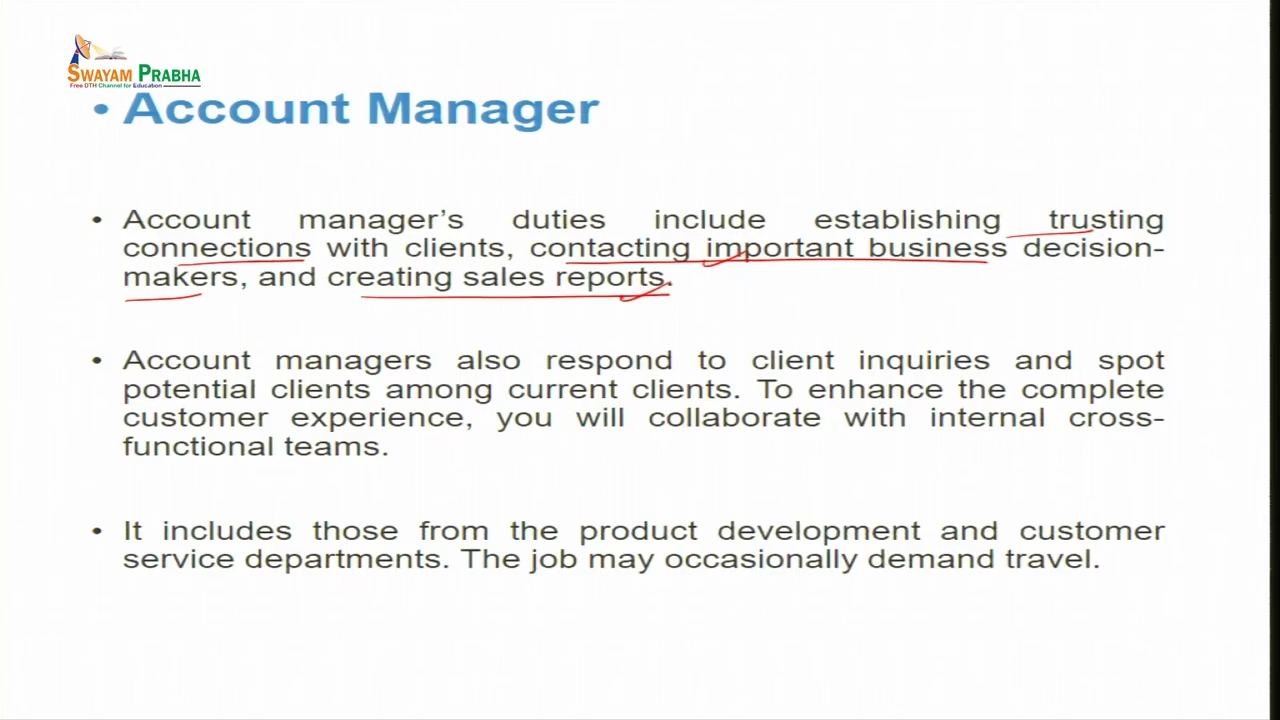 SWAYAM PRABHA
Free DTH Channel for Education
• Account Manager
• Account manager's duties include establishing trusting
connections with clients, contacting important business decision-
makers, and creating sales reports.
• Account managers also respond to client inquiries and spot
potential clients among current clients. To enhance the complete
customer experience, you will collaborate with internal cross-
functional teams.
• It includes those from the product development and customer
service departments. The job may occasionally demand travel.